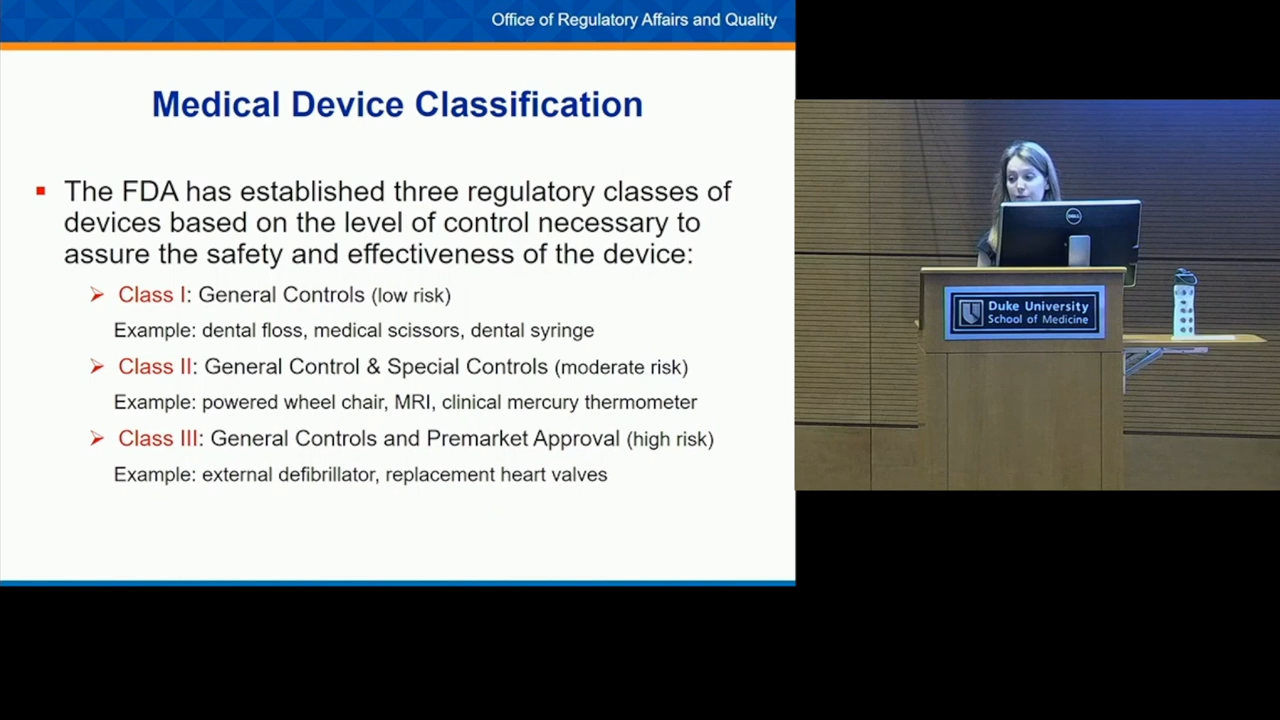 Office of Regulatory Affairs and Quality
Medical Device Classification
▪ The FDA has established three regulatory classes of
devices based on the level of control necessary to
assure the safety and effectiveness of the device:
➢ Class I: General Controls (low risk)
Example: dental floss, medical scissors, dental syringe
➢ Class II: General Control & Special Controls (moderate risk)
Example: powered wheel chair, MRI, clinical mercury thermometer
➢ Class III: General Controls and Premarket Approval (high risk)
Example: external defibrillator, replacement heart valves
DELL
Duke University
School of Medicine